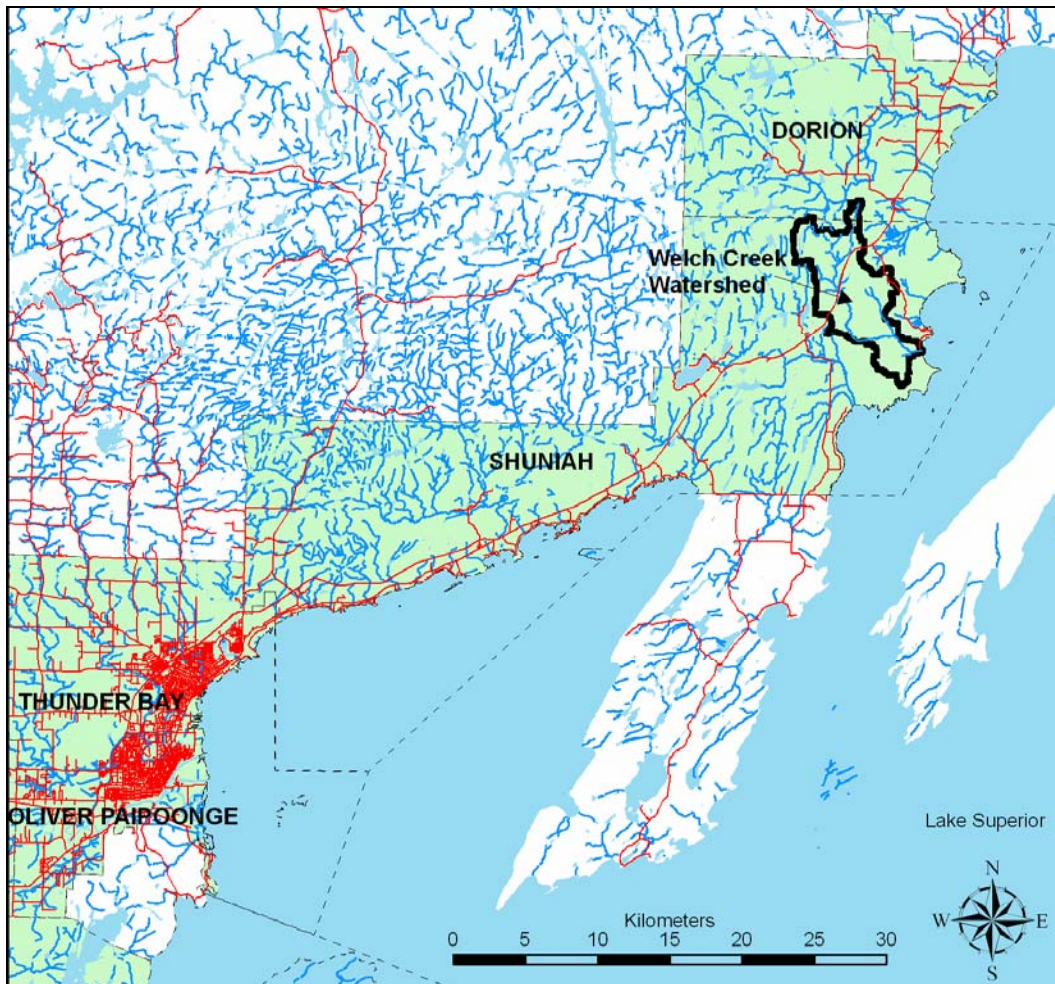 DORION
Welch Creek
Watershed
SHUNIAH
THUNDER BAY
OLIVER PAIPOONGE
Lake Superior
N
W E
S
Kilometers
0 5 10 15 20 25 30